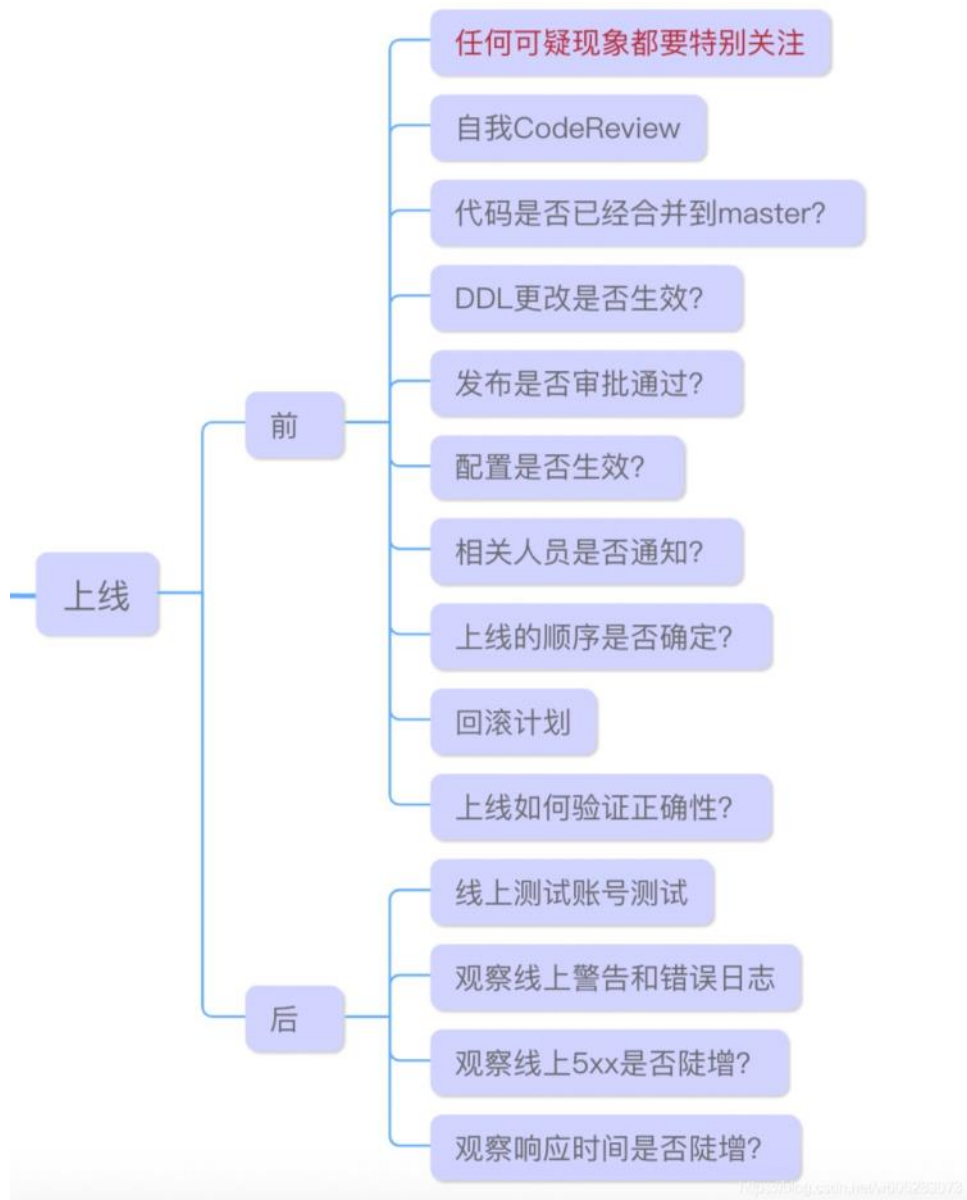 任何可疑现象都要特别关注
自我CodeReview
代码是否已经合并到master?
DDL更改是否生效?
发布是否审批通过?
前
配置是否生效?
相关人员是否通知?
上线
上线的顺序是否确定?
回滚计划
上线如何验证正确性?
线上测试账号测试
观察线上警告和错误日志
后
观察线上5xx是否陡增?
观察响应时间是否陡增?